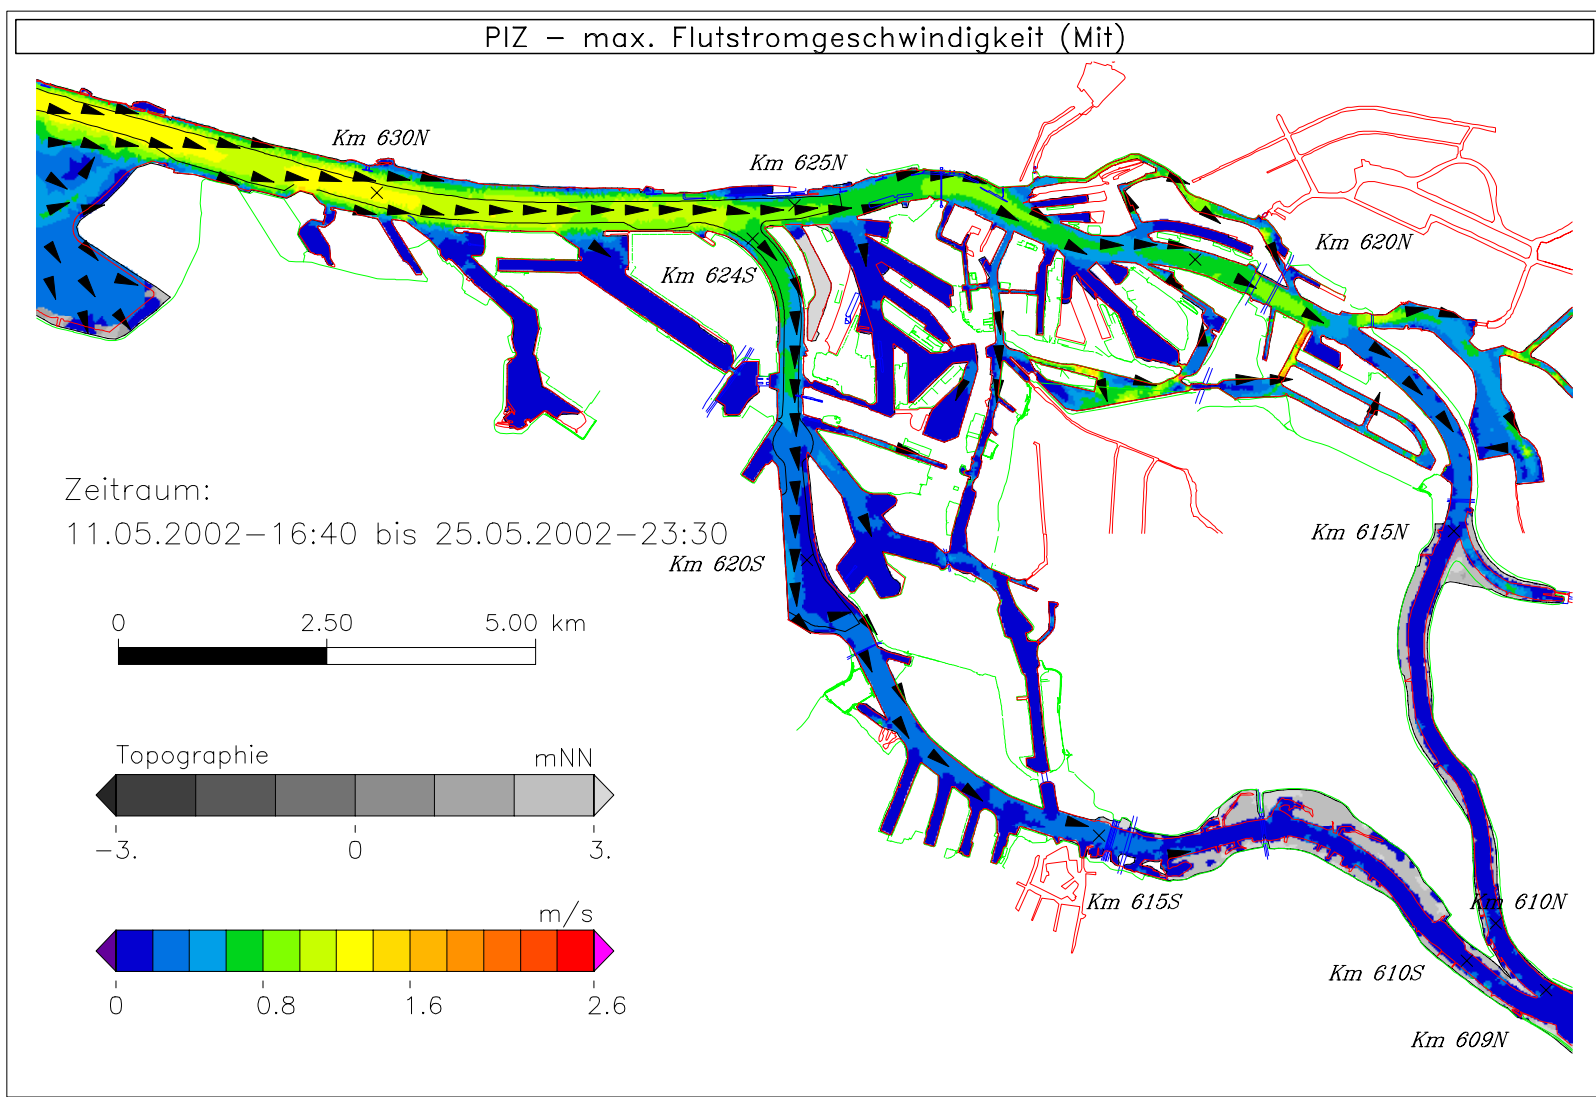 PIZ - max. Flutstromgeschwindigkeit (Mit)
Km 630N
Km 625N
Km 620N
Km 624S
Zeitraum:
11.05.2002-16:40 bis 25.05.2002-23:30
Km 615N
Km 620S
0 2.50 5.00 km
Topographie mNN
-3. 0 3.
Km 615S
Km 610N
m/s
Km 610S
0 0.8 1.6 2.6
Km 609N